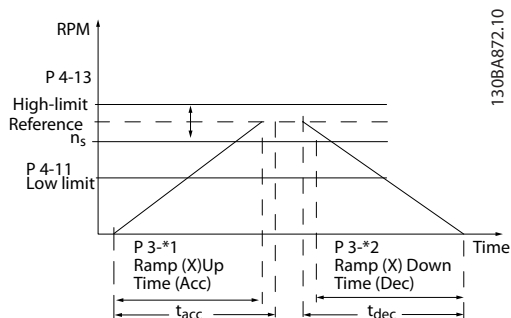 RPM
130BA872.10
P 4-13
High-limit
Reference
ns
P 4-11
Low limit
Time
P 3-*1
Ramp (X)Up
Time (Acc)
P 3-*2
Ramp (X) Down
Time (Dec)
tacc
tdec